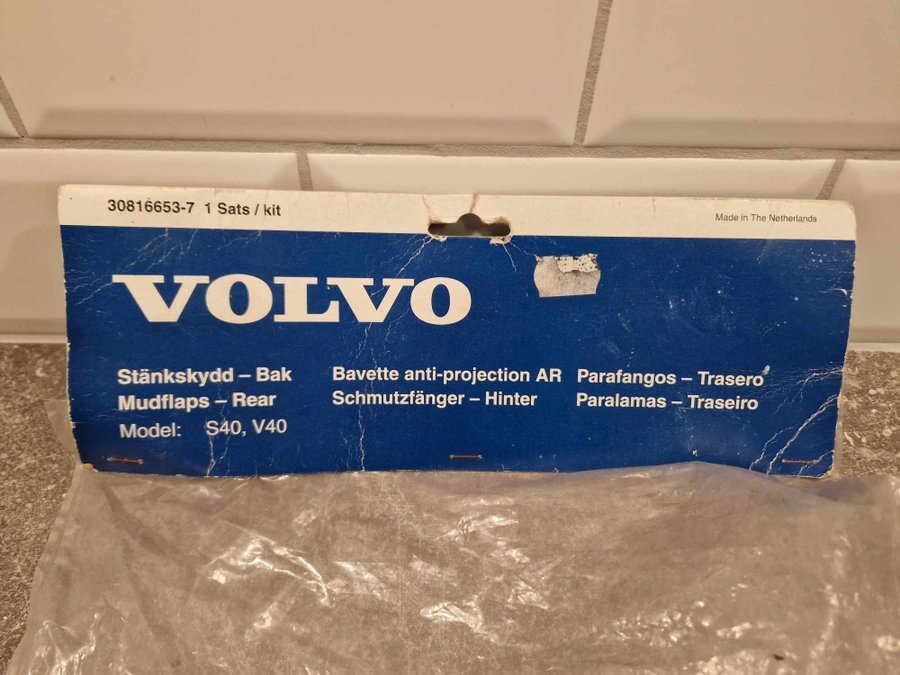 30816653-7 1 Sats / kit
Made in The Netherlands
VOLVO
Stänkskydd – Bak
Mudflaps – Rear
Model: S40, V40
Bavette anti-projection AR
Schmutzfänger – Hinter
Parafangos – Trasero
Paralamas – Traseiro